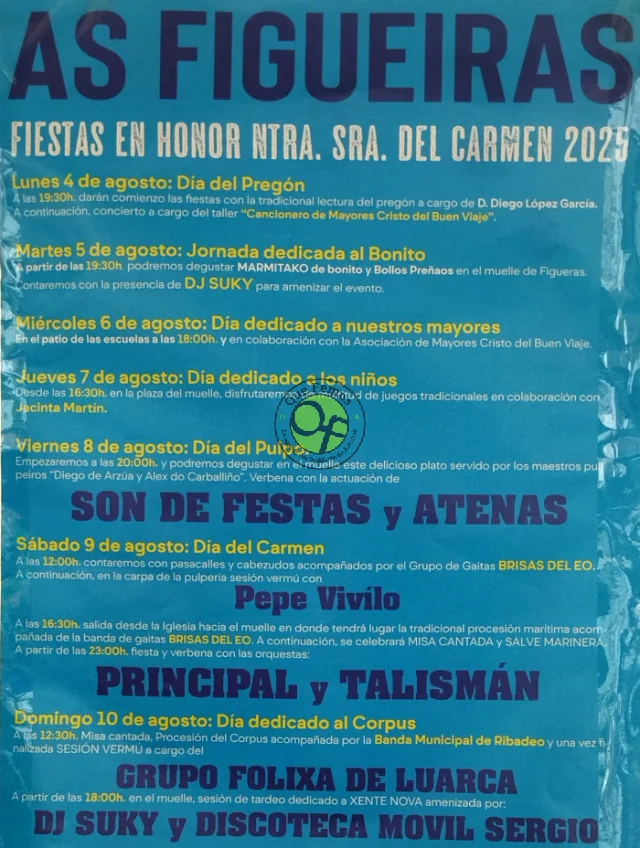 AS FIGUEIRAS
FIESTAS EN HONOR NTRA. SRA. DEL CARMEN 2025
Lunes 4 de agosto: Día del Pregón
A las 19:30h. darán comienzo las fiestas con la tradicional lectura del pregón a cargo de D. Diego López García.
A continuación, concierto a cargo del taller "Cancionero de Mayores Cristo del Buen Viaje".
Martes 5 de agosto: Jornada dedicada al Bonito
A partir de las 19:30h. podremos degustar MARMITAKO de bonito y Bollos Preñaos en el muelle de Figueras.
Contaremos con la presencia de DJ SUKY para amenizar el evento.
Miércoles 6 de agosto: Día dedicado a nuestros mayores
En el patio de las escuelas a las 18:00h. y en colaboración con la Asociación de Mayores Cristo del Buen Viaje.
Jueves 7 de agosto: Día dedicado a los niños
Desde las 16:30h. en la plaza del muelle, disfrutaremos de multitud de juegos tradicionales en colaboración con
Jacinta Martín.
Viernes 8 de agosto: Día del Pulpo
Empezaremos a las 20:00h. y podremos degustar en el muelle este delicioso plato servido por los maestros pul
peiros "Diego de Arzúa y Alex do Carballiño". Verbena con la actuación de
SON DE FESTAS y ATENAS
Sábado 9 de agosto: Día del Carmen
A las 12:00h. contaremos con pasacalles y cabezudos acompañados por el Grupo de Gaitas BRISAS DEL EO.
A continuación, en la carpa de la pulpería sesión vermú con
Pepe Vivílo
A las 16:30h. salida desde la Iglesia hacia el muelle en donde tendrá lugar la tradicional procesión marítima acom
pañada de la banda de gaitas BRISAS DEL EO. A continuación, se celebrará MISA CANTADA y SALVE MARINERA.
A partir de las 23:00h. fiesta y verbena con las orquestas:
PRINCIPAL y TALISMÁN
Domingo 10 de agosto: Día dedicado al Corpus
A las 12:30h. Misa cantada, Procesión del Corpus acompañada por la Banda Municipal de Ribadeo y una vez fi-
nalizada SESIÓN VERMÚ a cargo del
GRUPO FOLIXA DE LUARCA
A partir de las 18:00h. en el muelle, sesión de tardeo dedicado a XENTE NOVA amenizada por:
DJ SUKY y DISCOTECA MOVIL SERGIO